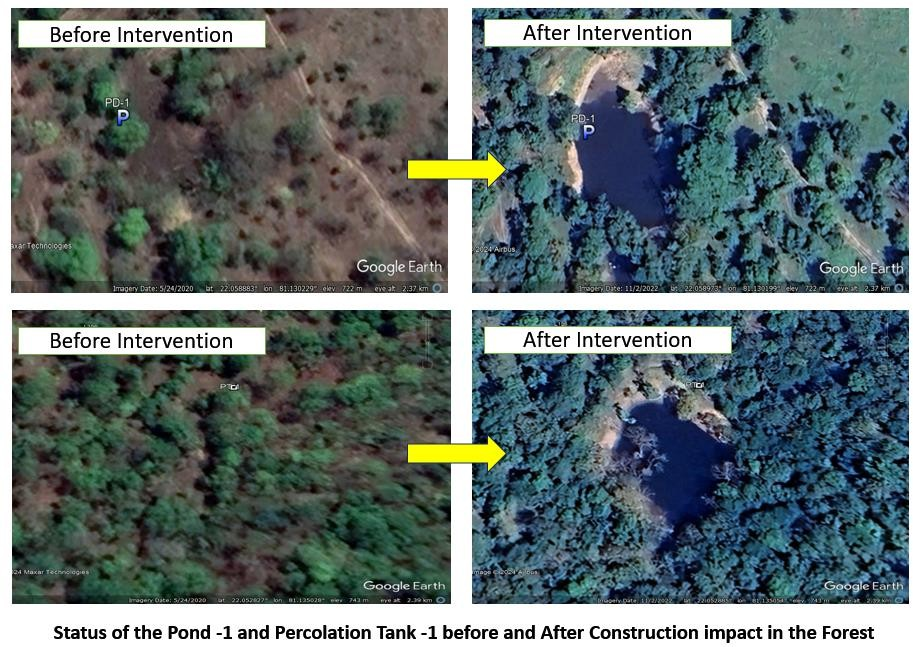 Before Intervention
After Intervention
PD-1
P
PD-1
P
axar Technologies
2024 Airbus
Google Earth
Google Earth
Imagery Date: 5/24/2020 lat 22.058883° lon 81.130229° elev 722 m eye alt 2.37 km
Imagery Date: 11/2/2022 lat 22.058973° lon 81.130199° elev 722 m eye alt 2.37 km
Before Intervention
After Intervention
24 Maxar Technologies
Image © 2024 Airbus
Google Earth
Google Earth
Imagery Date: 5/24/2020 lat 22.052827° lon 81.135028° elev 743 m eye alt 2.39 km
Imagery Date: 11/2/2022 lat 22.052885° lon 81.135054° elev 743 m eye alt 2.39 km
Status of the Pond -1 and Percolation Tank -1 before and After Construction impact in the Forest